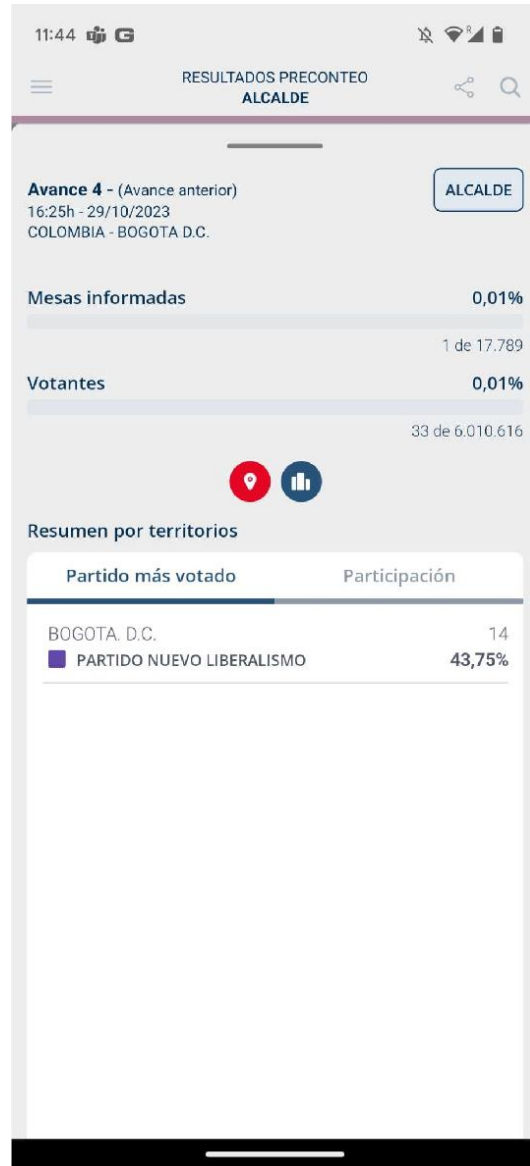 11:44
RESULTADOS PRECONTEO
ALCALDE
Avance 4 - (Avance anterior)
16:25h - 29/10/2023
COLOMBIA - BOGOTA D.C.
ALCALDE
Mesas informadas 0,01%
1 de 17.789
Votantes 0,01%
33 de 6.010.616
Resumen por territorios
Partido más votado Participación
BOGOTA. D.C. 14
PARTIDO NUEVO LIBERALISMO 43,75%